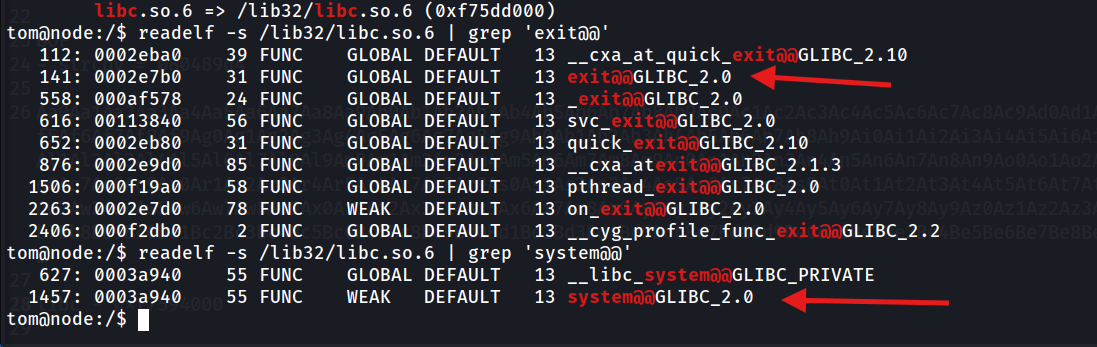 libc.so.6 => /lib32/libc.so.6 (0xf75dd000)
tom@node:/$ readelf -s /lib32/libc.so.6 | grep 'exit@@'
112: 0002eba0 39 FUNC GLOBAL DEFAULT 13 __cxa_at_quick_exit@@GLIBC_2.10
141: 0002e7b0 31 FUNC GLOBAL DEFAULT 13 exit@@GLIBC_2.0
558: 000af578 24 FUNC GLOBAL DEFAULT 13 _exit@@GLIBC_2.0
616: 00113840 56 FUNC GLOBAL DEFAULT 13 svc_exit@@GLIBC_2.0
652: 0002eb80 31 FUNC GLOBAL DEFAULT 13 quick_exit@@GLIBC_2.10
876: 0002e9d0 85 FUNC GLOBAL DEFAULT 13 __cxa_atexit@@GLIBC_2.1.3
1506: 000f19a0 58 FUNC GLOBAL DEFAULT 13 pthread_exit@@GLIBC_2.0
2263: 0002e7d0 78 FUNC WEAK DEFAULT 13 on_exit@@GLIBC_2.0
2406: 000f2db0 2 FUNC GLOBAL DEFAULT 13 __cyg_profile_func_exit@@GLIBC_2.2
tom@node:/$ readelf -s /lib32/libc.so.6 | grep 'system@@'
627: 0003a940 55 FUNC GLOBAL DEFAULT 13 __libc_system@@GLIBC_PRIVATE
1457: 0003a940 55 FUNC WEAK DEFAULT 13 system@@GLIBC_2.0
tom@node:/$